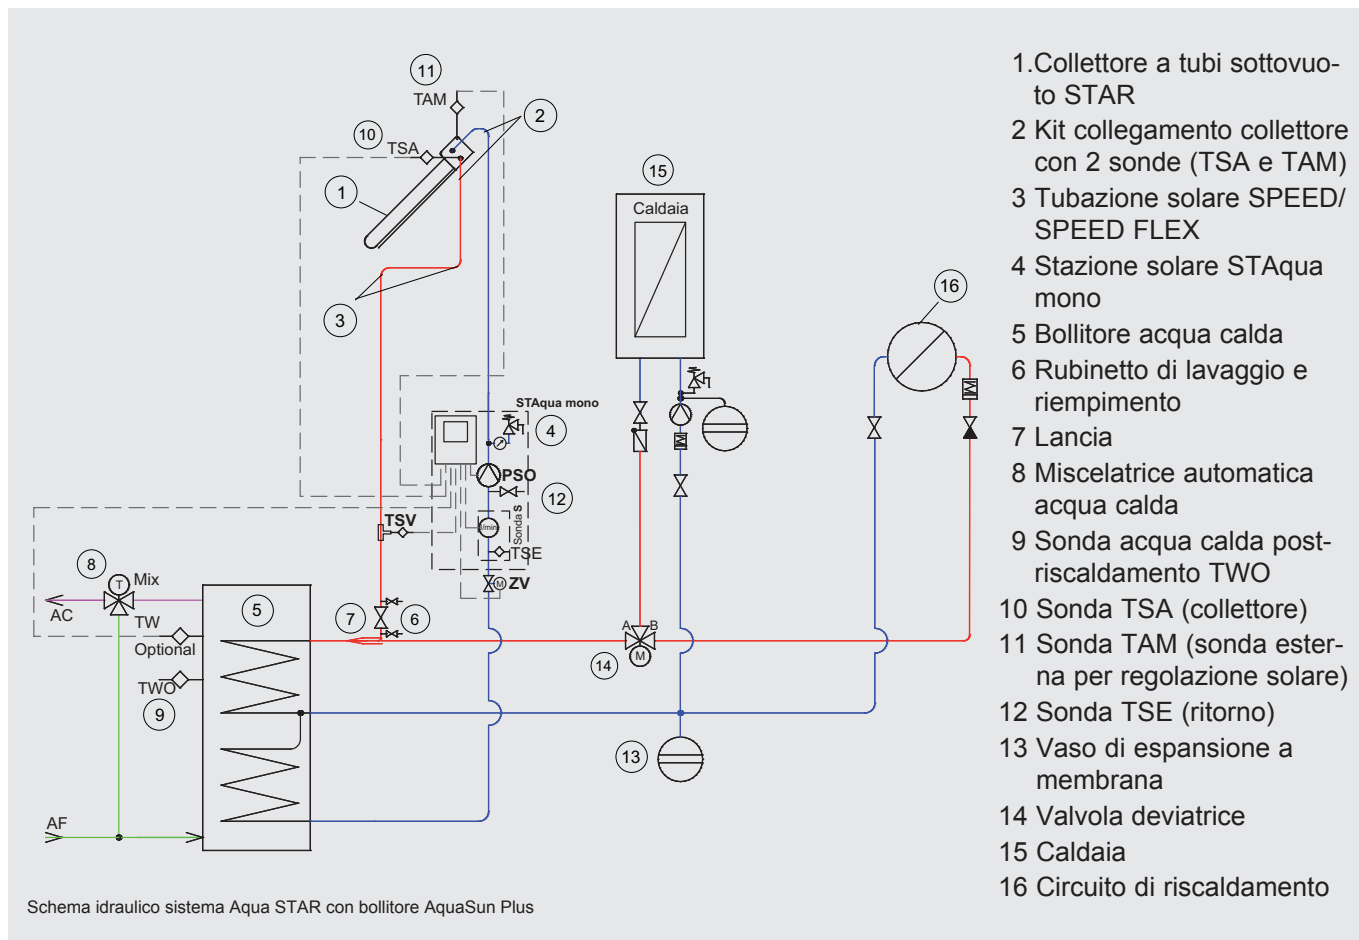 11
TAM
10
TSA
2
1
3
15
Caldaia
16
STAqua mono
4
PSO
12
Sonda S
l/min
TSV
TSE
M
ZV
8
T
Mix
AC
TW
Optional
TWO
9
5
7
6
A
B
M
14
13
AF
1.Collettore a tubi sottovuo-
to STAR
2 Kit collegamento collettore
con 2 sonde (TSA e TAM)
3 Tubazione solare SPEED/
SPEED FLEX
4 Stazione solare STAqua
mono
5 Bollitore acqua calda
6 Rubinetto di lavaggio e
riempimento
7 Lancia
8 Miscelatrice automatica
acqua calda
9 Sonda acqua calda post-
riscaldamento TWO
10 Sonda TSA (collettore)
11 Sonda TAM (sonda ester-
na per regolazione solare)
12 Sonda TSE (ritorno)
13 Vaso di espansione a
membrana
14 Valvola deviatrice
15 Caldaia
16 Circuito di riscaldamento
Schema idraulico sistema Aqua STAR con bollitore AquaSun Plus